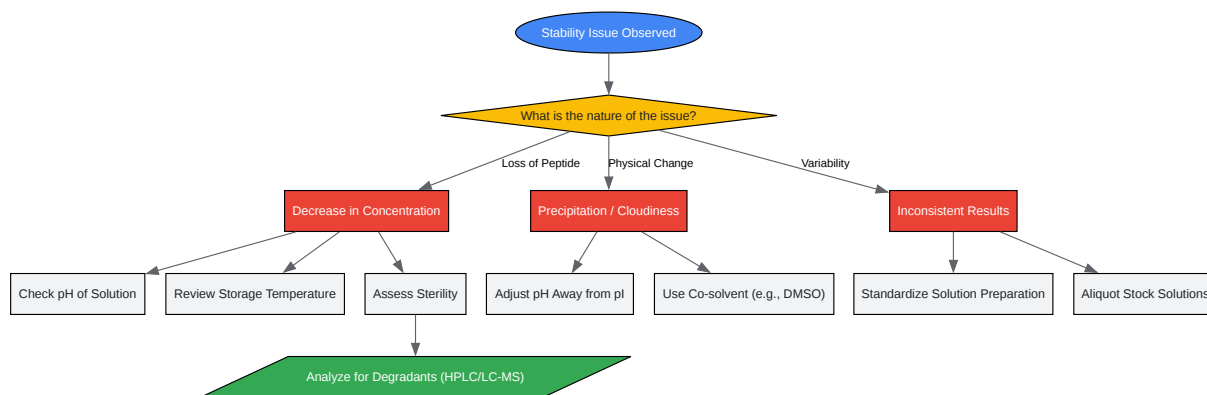 Stability Issue Observed
What is the nature of the issue?
Loss of Peptide
Physical Change
Variability
Decrease in Concentration
Precipitation / Cloudiness
Inconsistent Results
Check pH of Solution
Review Storage Temperature
Assess Sterility
Adjust pH Away from pI
Use Co-solvent (e.g., DMSO)
Standardize Solution Preparation
Aliquot Stock Solutions
Analyze for Degradants (HPLC/LC-MS)